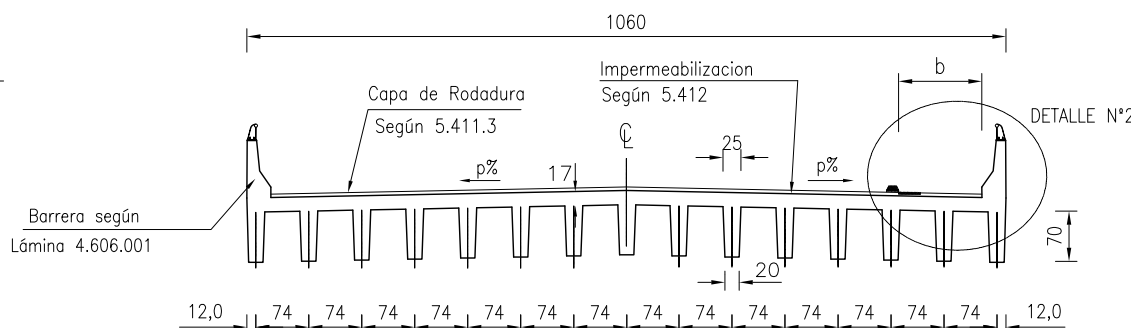 1060
Impermeabilizacion
Según 5.412
b
Capa de Rodadura
Según 5.411.3
DETALLE N°2
℄
25
p%
p%
17
Barrera según
Lámina 4.606.001
70
20
12,0 74 74 74 74 74 74 74 74 74 74 74 74 74 74 12,0